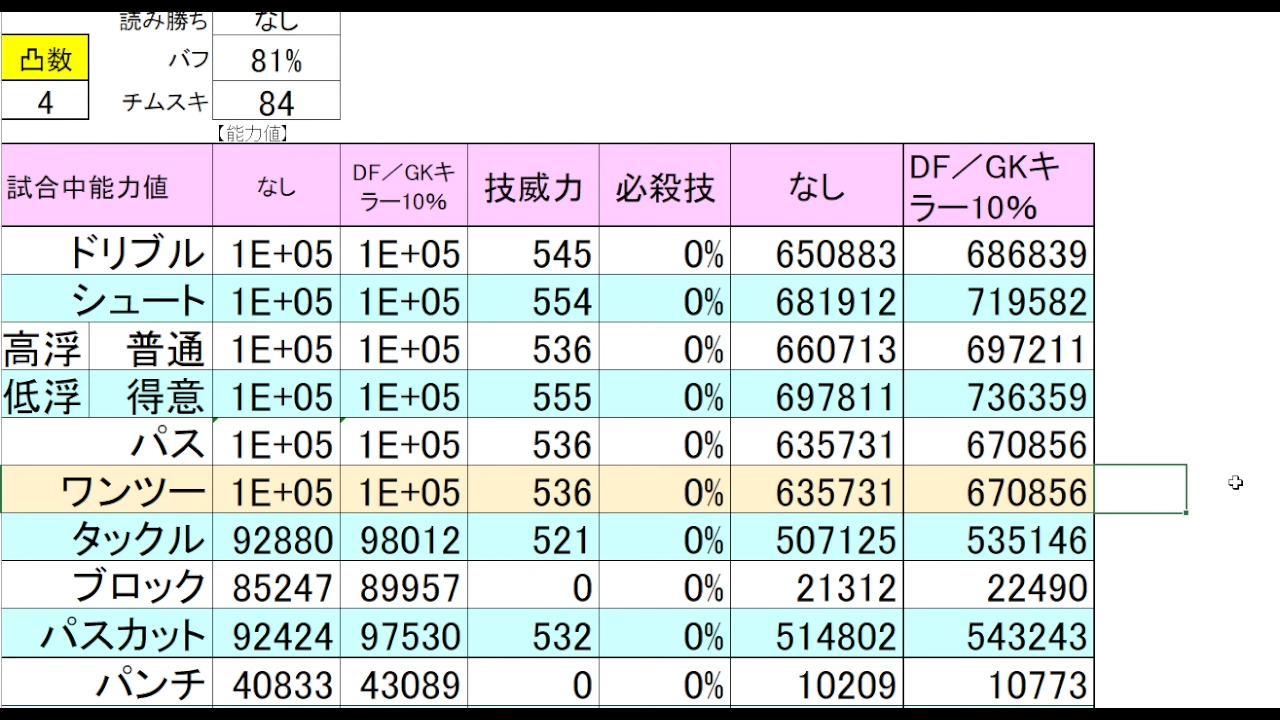 読み勝ち なし
凸数 バフ 81%
4 チムスキ 84
【能力値】
試合中能力値 なし DF／GKキラー10% 技威力 必殺技 なし DF／GKキラー10%
ドリブル 1E+05 1E+05 545 0% 650883 686839
シュート 1E+05 1E+05 554 0% 681912 719582
高浮 普通 1E+05 1E+05 536 0% 660713 697211
低浮 得意 1E+05 1E+05 555 0% 697811 736359
パス 1E+05 1E+05 536 0% 635731 670856
ワンツー 1E+05 1E+05 536 0% 635731 670856
タックル 92880 98012 521 0% 507125 535146
ブロック 85247 89957 0 0% 21312 22490
パスカット 92424 97530 532 0% 514802 543243
パンチ 40833 43089 0 0% 10209 10773